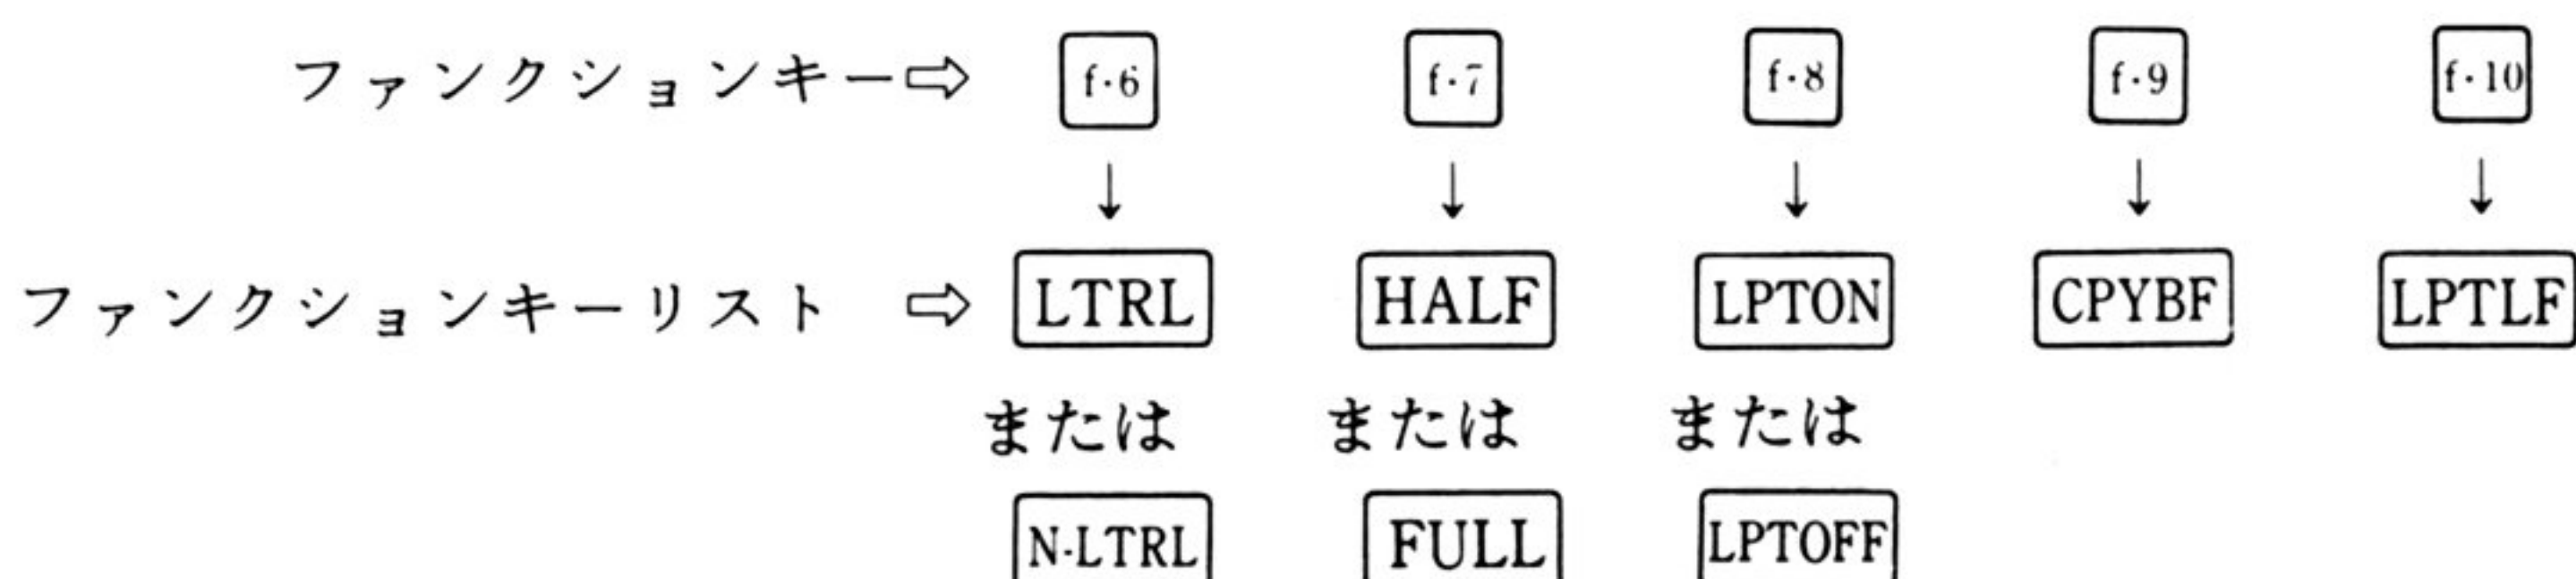 ファンクションキー⇨ f・6 f・7 f・8 f・9 f・10
↓ ↓ ↓ ↓ ↓
ファンクションキーリスト ⇨ LTRL HALF LPTON CPYBF LPTLF
または または または
N-LTRL FULL LPTOFF